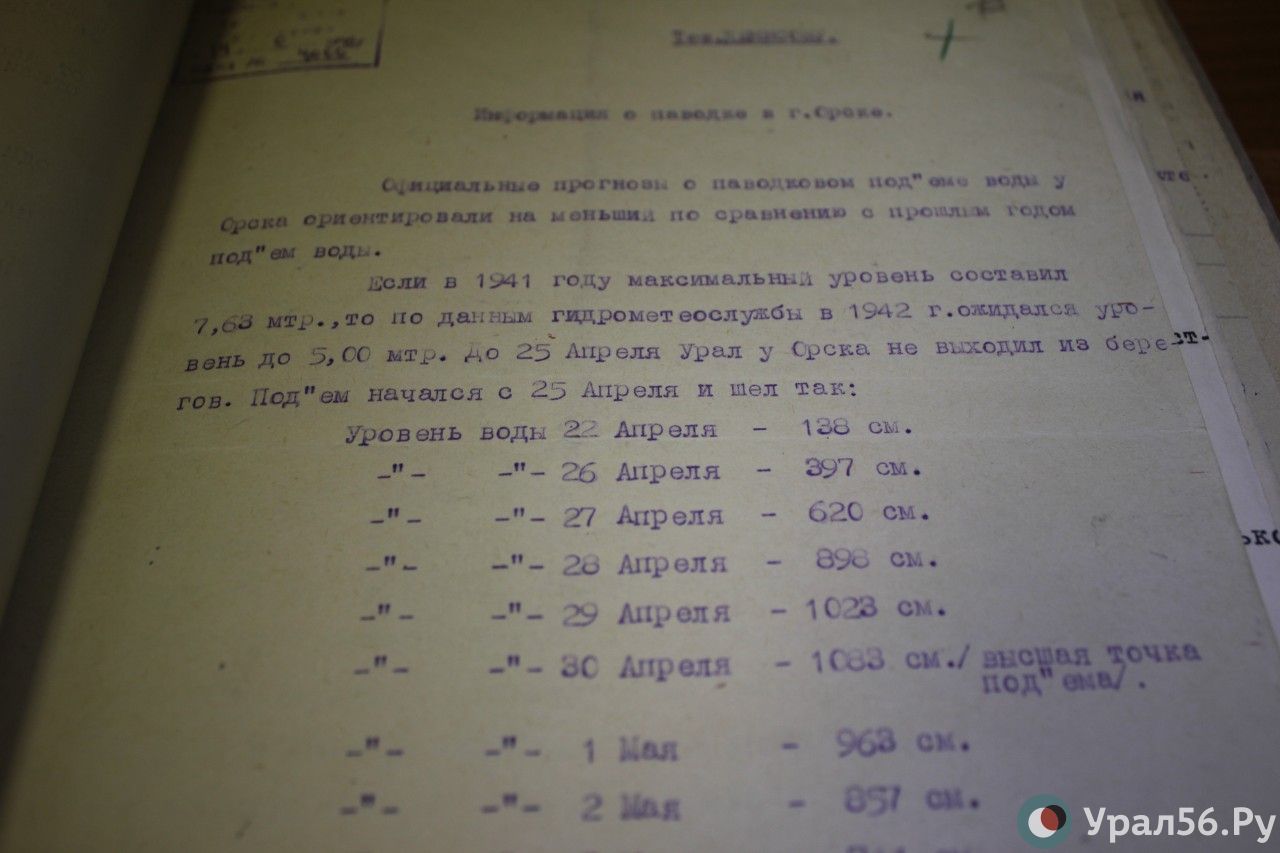 Тов.
Информация о паводке в г.Орске.
Официальные прогнозы о паводковом под"еме воды у
Орска ориентировали на меньший по сравнению с прошлым годом
под"ем воды.
Если в 1941 году максимальный уровень составил
7,63 мтр.,то по данным гидрометеослужбы в 1942 г.ожидался уро-
вень до 5,00 мтр. До 25 Апреля Урал у Орска не выходил из бере-
гов. Под"ем начался с 25 Апреля и шел так:
Уровень воды 22 Апреля - 138 см.
-"- -"- 26 Апреля - 397 см.
-"- -"- 27 Апреля - 620 см.
-"- -"- 28 Апреля - 898 см.
-"- -"- 29 Апреля - 1023 см.
-"- -"- 30 Апреля - 1083 см./высшая точка
под"ема/.
-"- -"- 1 Мая - 963 см.
-"- -"- 2 Мая - 857 см.
Урал56.Ру